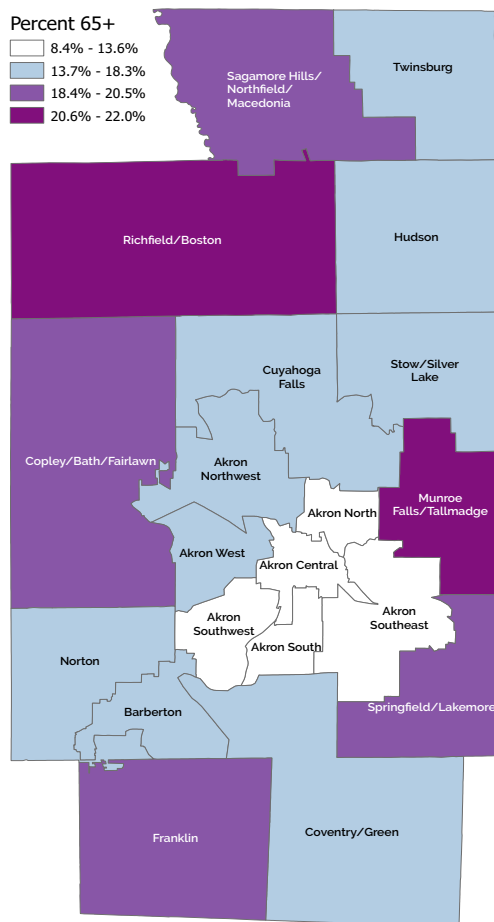 Percent 65+
8.4% - 13.6%
13.7% - 18.3%
18.4% - 20.5%
20.6% - 22.0%
Sagamore Hills/
Northfield/
Macedonia
Twinsburg
Richfield/Boston
Hudson
Cuyahoga
Falls
Stow/Silver
Lake
Copley/Bath/Fairlawn
Akron
Northwest
Akron North
Munroe
Falls/Tallmadge
Akron West
Akron Central
Akron
Southwest
Akron South
Akron
Southeast
Norton
Barberton
Springfield/Lakemore
Franklin
Coventry/Green